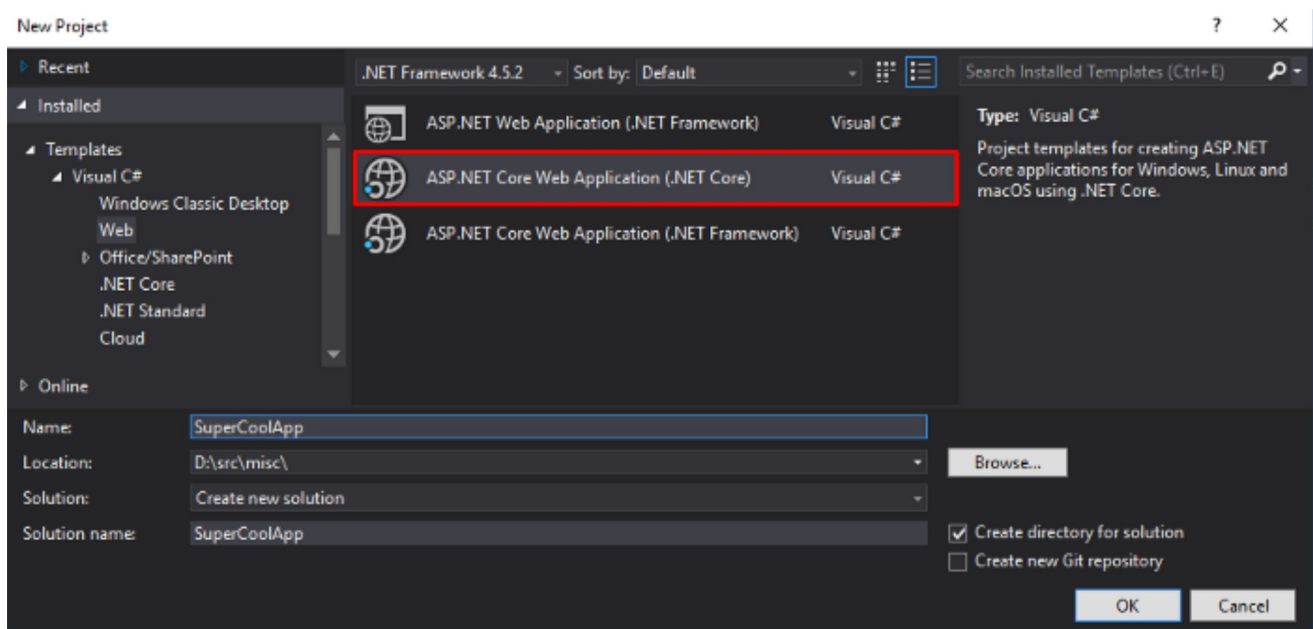 New Project
?
Recent
Installed
Templates
Visual C#
Windows Classic Desktop
Web
Office/SharePoint
.NET Core
.NET Standard
Cloud
Online
.NET Framework 4.5.2 Sort by: Default
ASP.NET Web Application (.NET Framework) Visual C#
ASP.NET Core Web Application (.NET Core) Visual C#
ASP.NET Core Web Application (.NET Framework) Visual C#
Search Installed Templates (Ctrl+E)
Type: Visual C#
Project templates for creating ASP.NET
Core applications for Windows, Linux and
macOS using .NET Core.
Name: SuperCoolApp
Location: D:\src\misc\
Browse...
Solution: Create new solution
Solution name: SuperCoolApp
Create directory for solution
Create new Git repository
OK Cancel